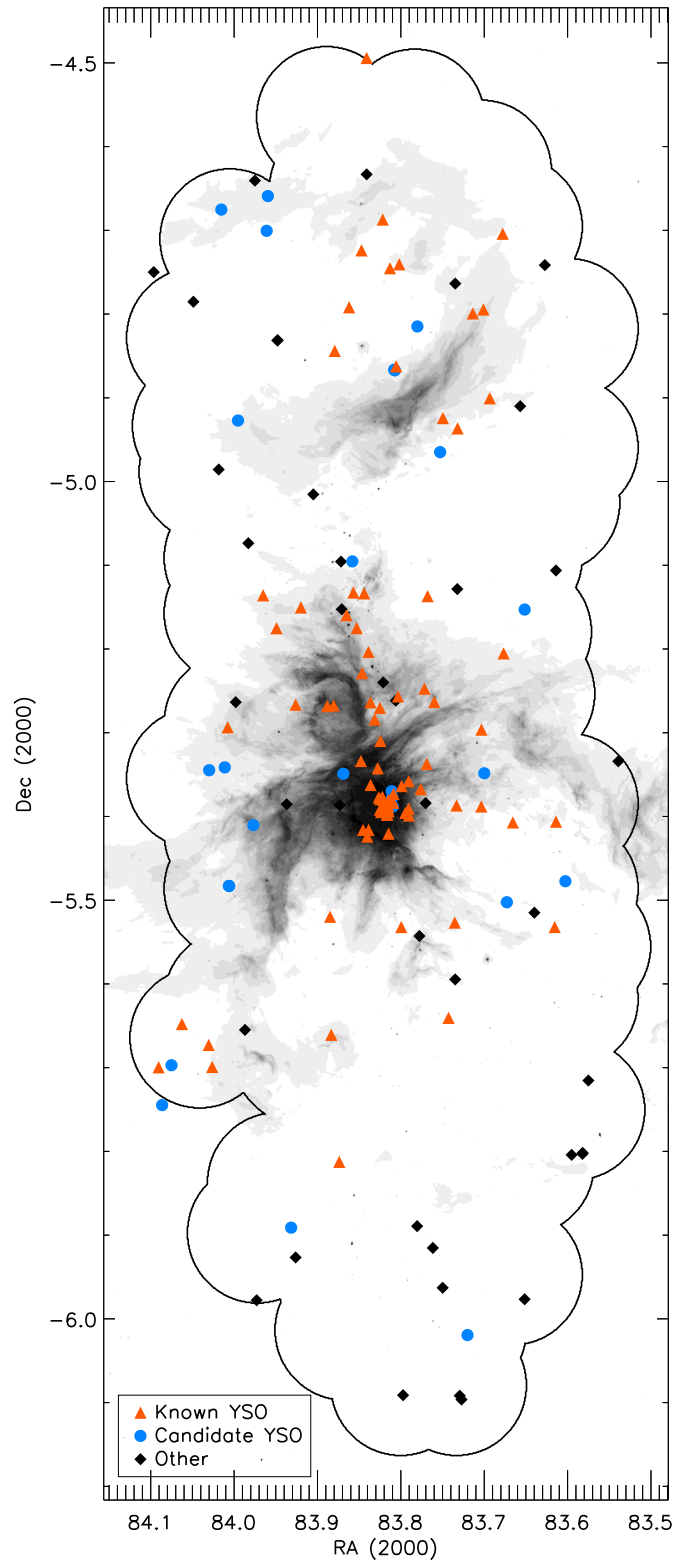 −4.5
−5.0
Dec (2000)
−5.5
−6.0
Known YSO
Candidate YSO
Other
84.1 84.0 83.9 83.8 83.7 83.6 83.5
RA (2000)